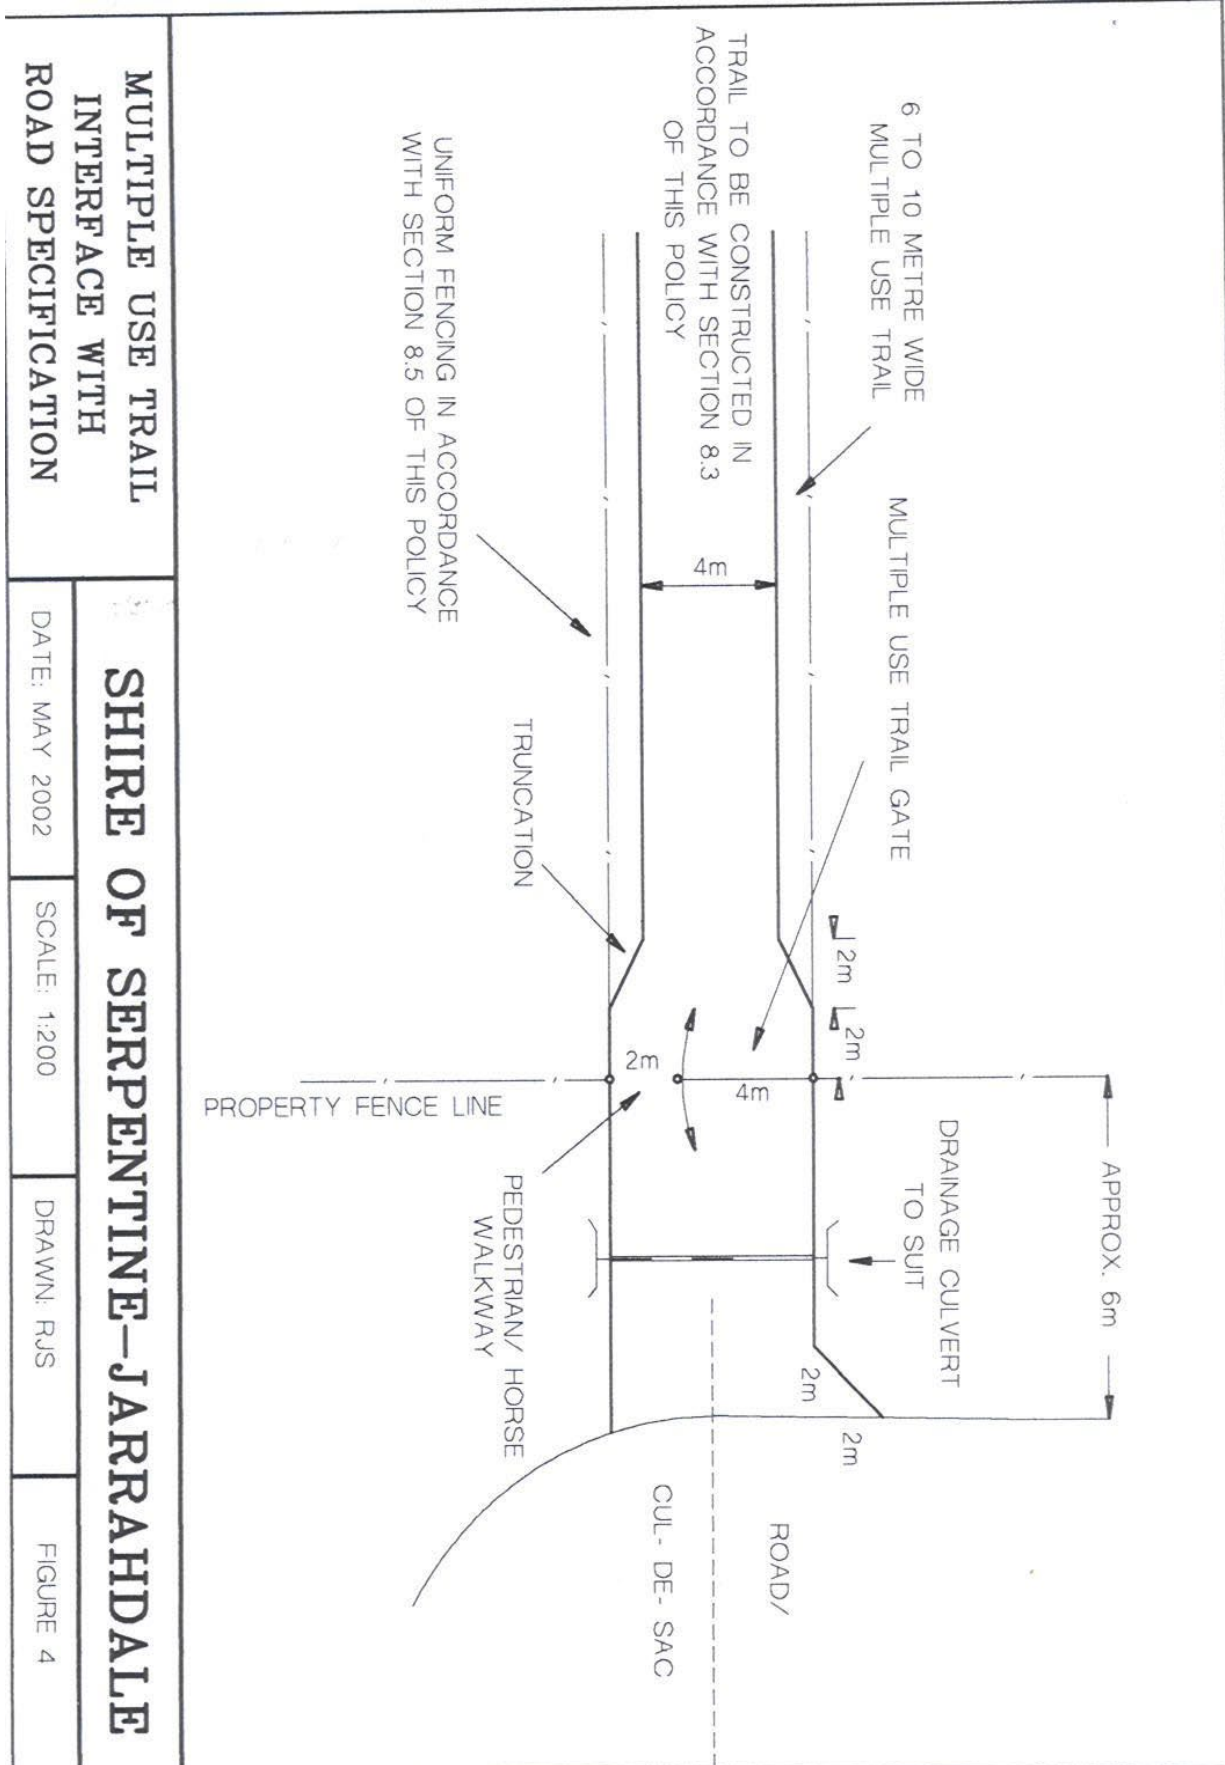 6 TO 10 METRE WIDE
MULTIPLE USE TRAIL
MULTIPLE USE TRAIL GATE
DRAINAGE CULVERT
TO SUIT
APPROX. 6m
TRAIL TO BE CONSTRUCTED IN
ACCORDANCE WITH SECTION 8.3
OF THIS POLICY
4m
2m
2m
4m
2m
2m
2m
ROAD/
CUL- DE- SAC
UNIFORM FENCING IN ACCORDANCE
WITH SECTION 8.5 OF THIS POLICY
TRUNCATION
PROPERTY FENCE LINE
PEDESTRIAN/ HORSE
WALKWAY
MULTIPLE USE TRAIL
INTERFACE WITH
ROAD SPECIFICATION
SHIRE OF SERPENTINE-JARRAHDALE
DATE: MAY 2002
SCALE: 1:200
DRAWN: RJS
FIGURE 4